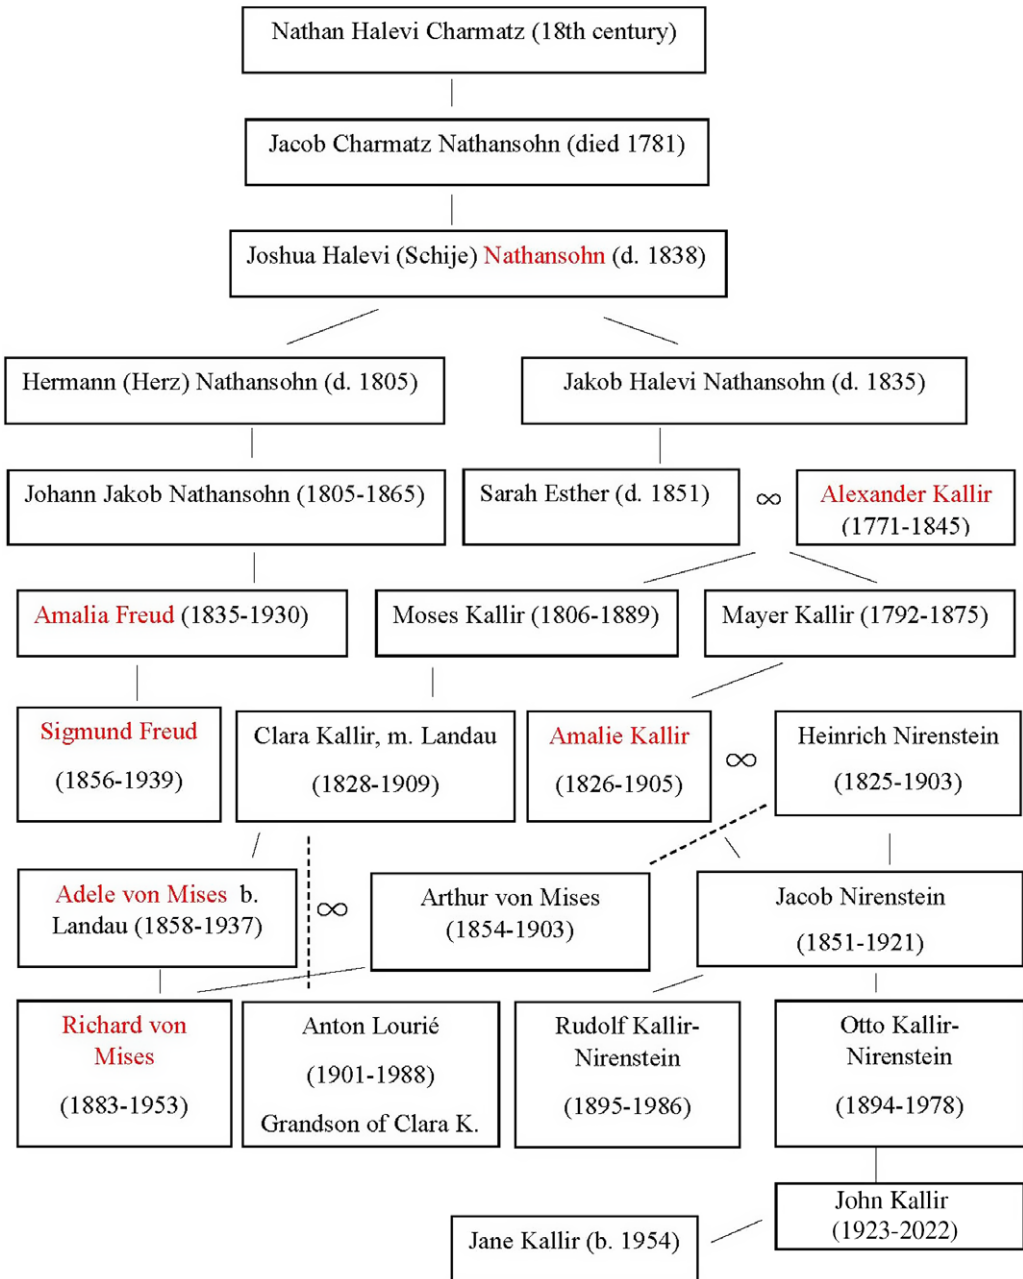 Nathan Halevi Charmatz (18th century)
Jacob Charmatz Nathansohn (died 1781)
Joshua Halevi (Schije) Nathansohn (d. 1838)
Hermann (Herz) Nathansohn (d. 1805)
Jakob Halevi Nathansohn (d. 1835)
Johann Jakob Nathansohn (1805-1865)
Sarah Esther (d. 1851)
∞
Alexander Kallir
(1771-1845)
Amalia Freud (1835-1930)
Moses Kallir (1806-1889)
Mayer Kallir (1792-1875)
Sigmund Freud
(1856-1939)
Clara Kallir, m. Landau
(1828-1909)
Amalie Kallir
(1826-1905)
∞
Heinrich Nirenstein
(1825-1903)
Adele von Mises b.
Landau (1858-1937)
∞
Arthur von Mises
(1854-1903)
Jacob Nirenstein
(1851-1921)
Richard von
Mises
(1883-1953)
Anton Lourié
(1901-1988)
Grandson of Clara K.
Rudolf Kallir-
Nirenstein
(1895-1986)
Otto Kallir-
Nirenstein
(1894-1978)
John Kallir
(1923-2022)
Jane Kallir (b. 1954)